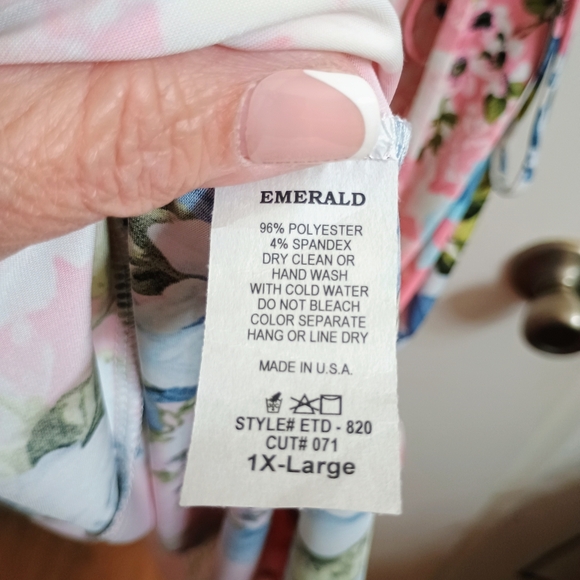 EMERALD
96% POLYESTER
4% SPANDEX
DRY CLEAN OR
HAND WASH
WITH COLD WATER
DO NOT BLEACH
COLOR SEPARATE
HANG OR LINE DRY
MADE IN U.S.A.
STYLE# ETD - 820
CUT# 071
1X-Large